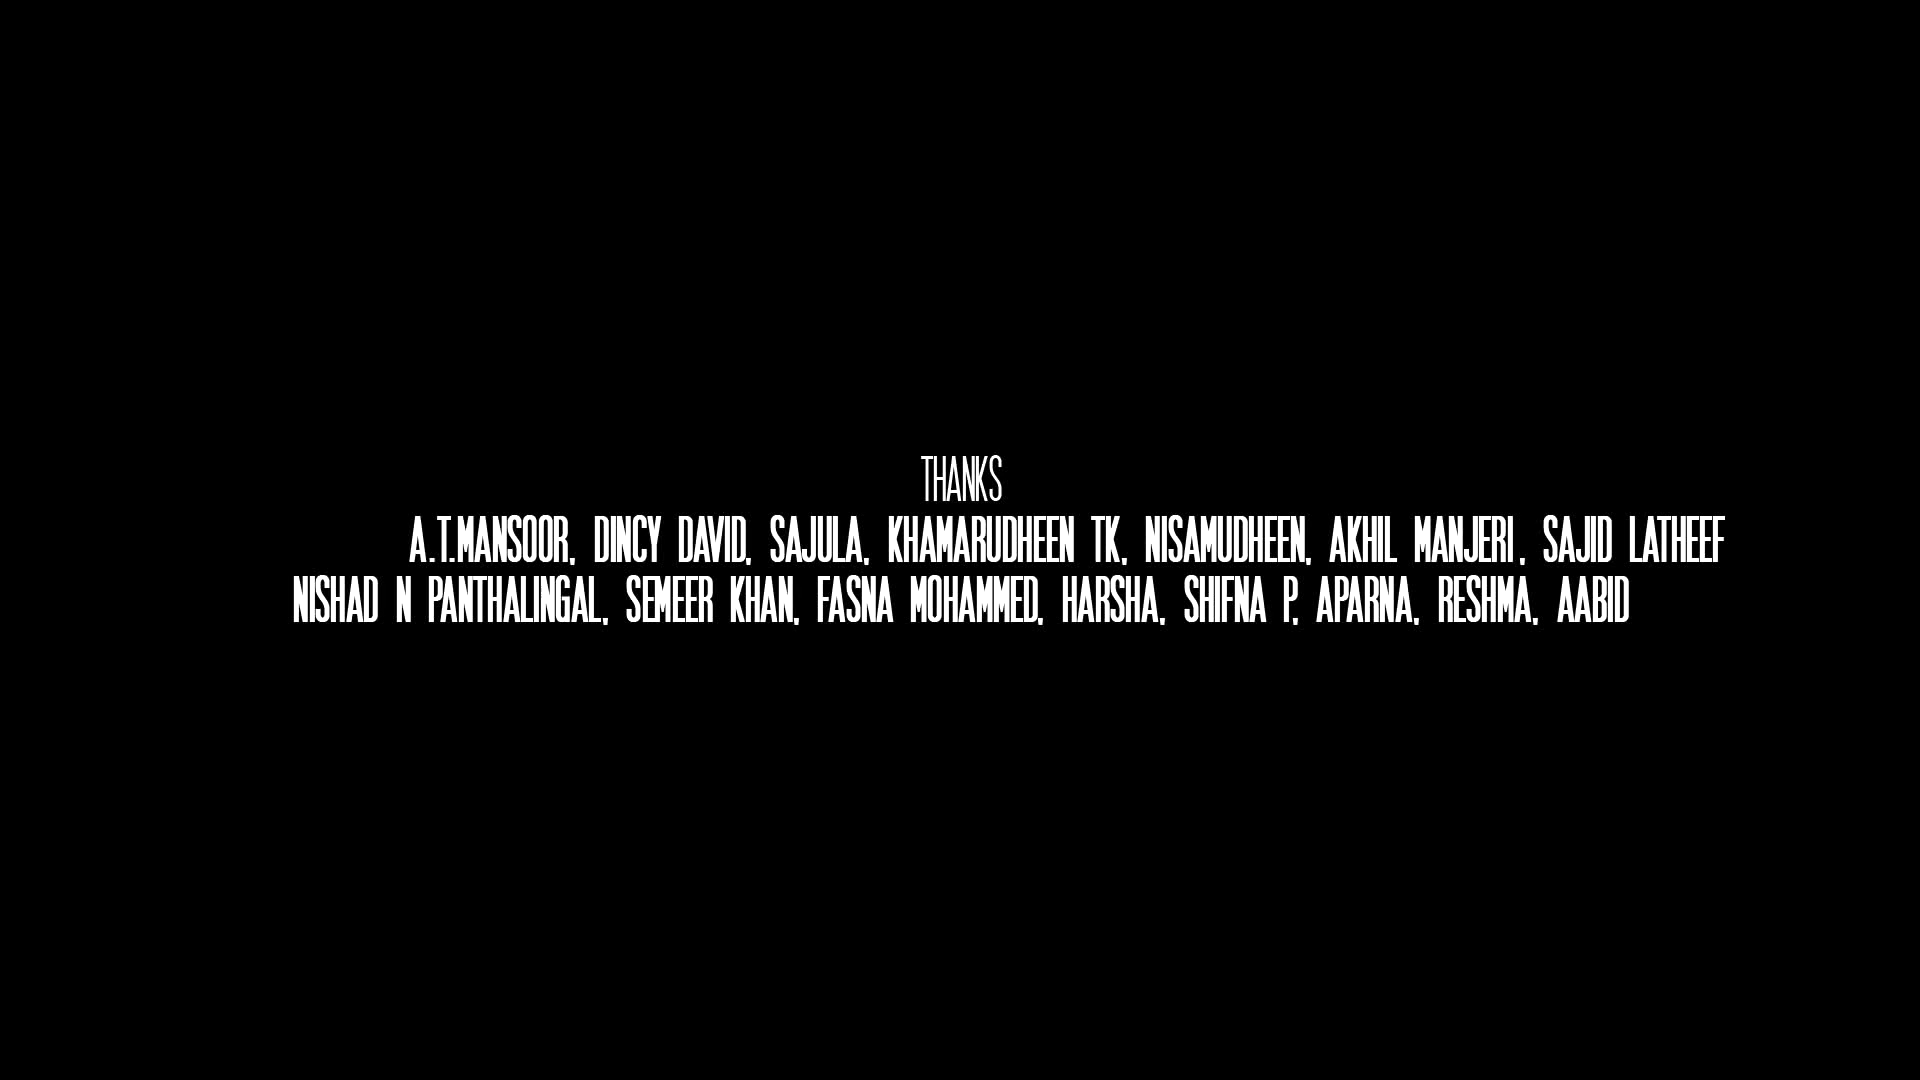 THANKS
A.T.MANSOOR, DINCY DAVID, SAJULA, KHAMARUDHEEN TK, NISAMUDHEEN, AKHIL MANJERI, SAJID LATHEEF
NISHAD N PANTHALINGAL, SEMEER KHAN, FASNA MOHAMMED, HARSHA, SHIFNA P, APARNA, RESHMA, AABID